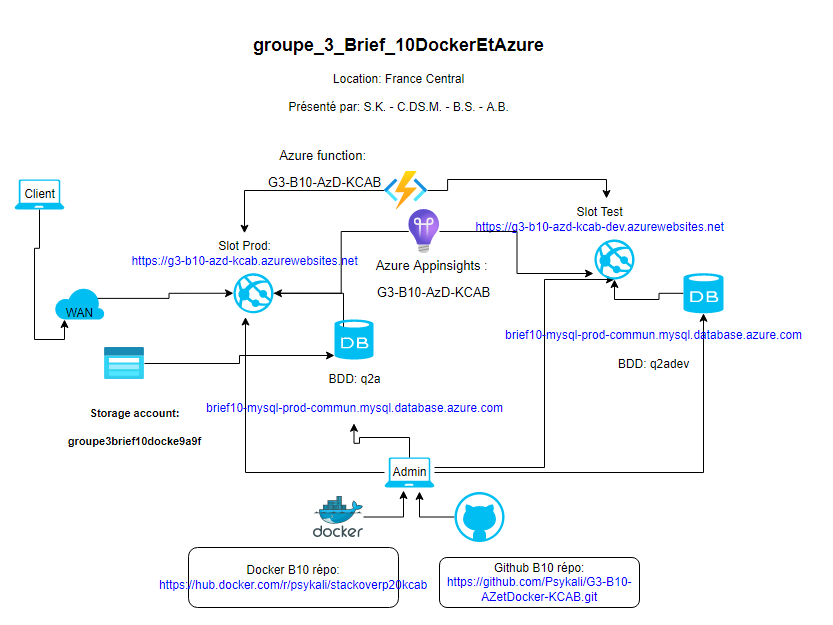 groupe_3_Brief_10DockerEtAzure
Location: France Central
Présenté par: S.K. - C.DS.M. - B.S. - A.B.
Azure function:
G3-B10-AzD-KCAB
Client
Slot Test
https://g3-b10-azd-kcab-dev.azurewebsites.net
Slot Prod:
https://g3-b10-azd-kcab.azurewebsites.net
Azure Appinsights :
G3-B10-AzD-KCAB
WAN
DB
brief10-mysql-prod-commun.mysql.database.azure.com
BDD: q2adev
DB
BDD: q2a
brief10-mysql-prod-commun.mysql.database.azure.com
Storage account:
groupe3brief10docke9a9f
Admin
docker
Docker B10 répo:
https://hub.docker.com/r/psykali/stackoverp20kcab
Github B10 répo:
https://github.com/Psykali/G3-B10-
AZetDocker-KCAB.git